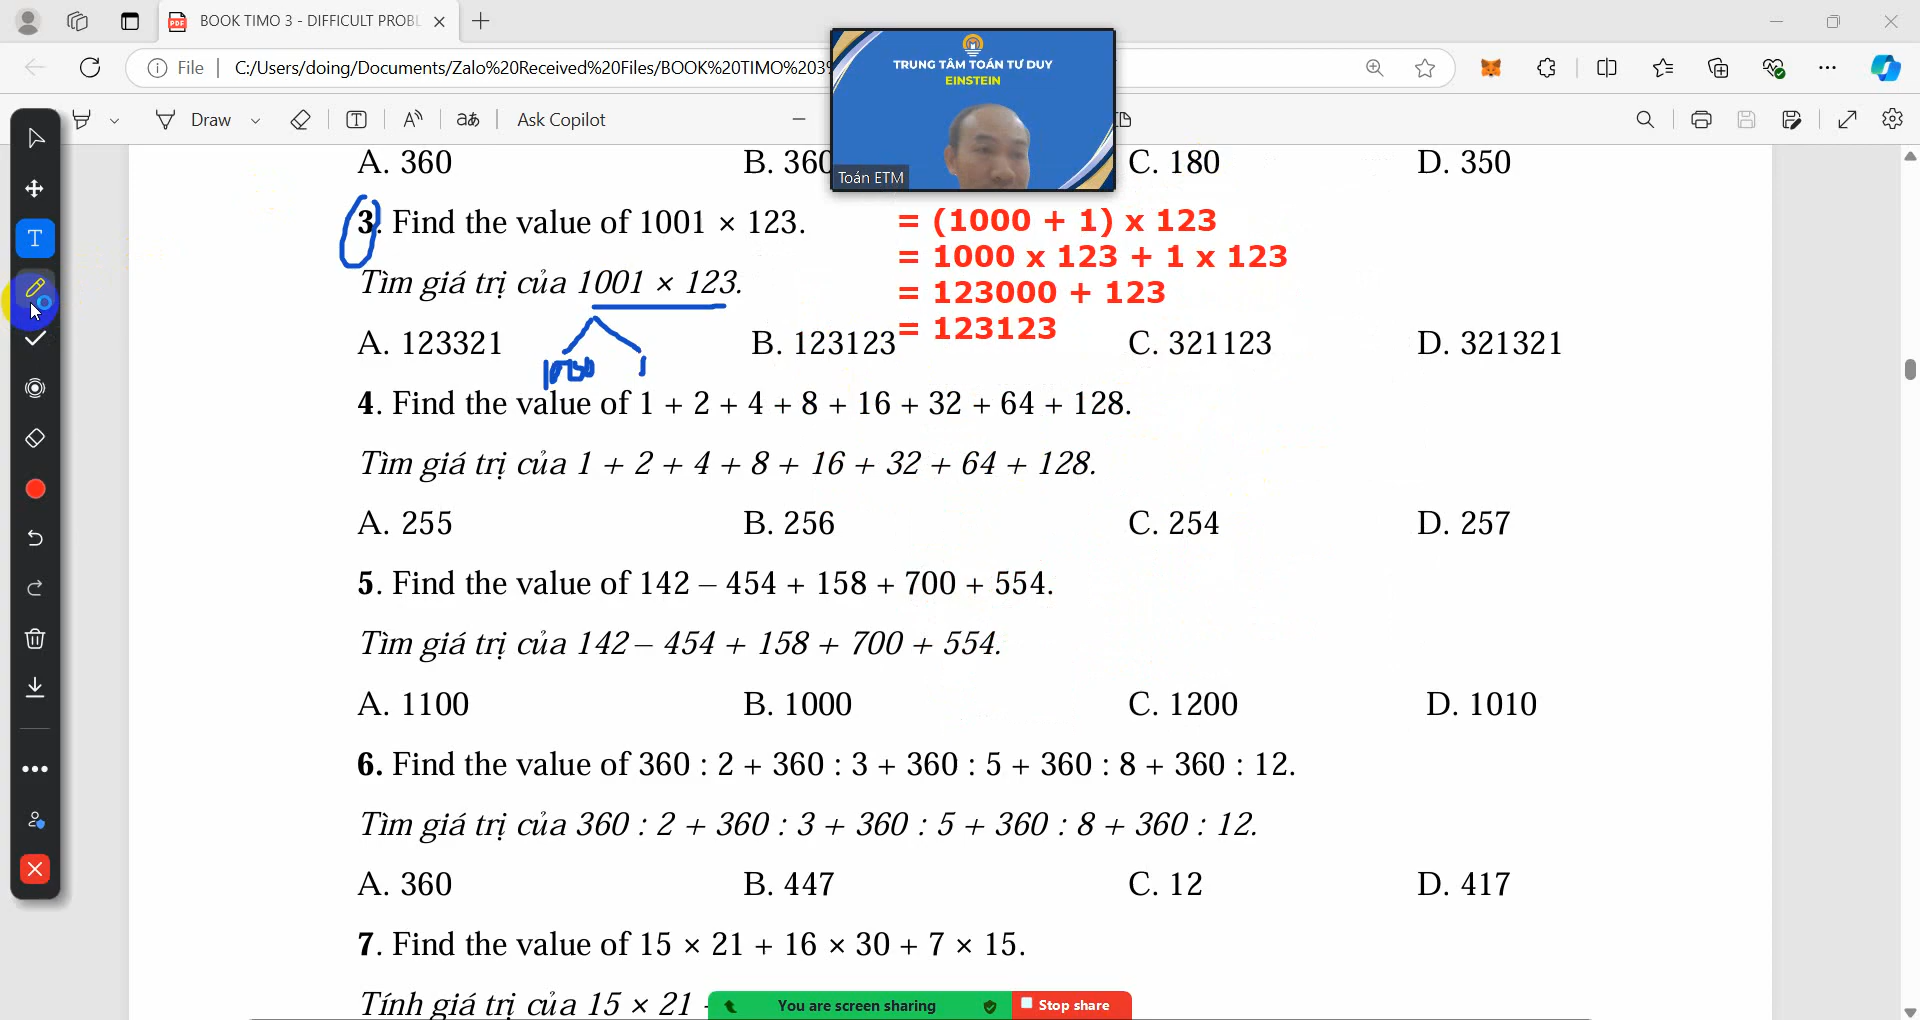 BOOK TIMO 3 - DIFFICULT PROBL
File
C:/Users/doing/Documents/Zalo%20Received%20Files/BOOK%20TIMO%203%
Draw
Ask Copilot
TRUNG TÂM TOÁN TƯ DUY
EINSTEIN
Toán ETM
A. 360 B. 360 C. 180 D. 350
3. Find the value of 1001 × 123.
= (1000 + 1) x 123
= 1000 x 123 + 1 x 123
Tìm giá trị của 1001 × 123.
= 123000 + 123
= 123123
A. 123321 B. 123123 C. 321123 D. 321321
1
4. Find the value of 1 + 2 + 4 + 8 + 16 + 32 + 64 + 128.
Tìm giá trị của 1 + 2 + 4 + 8 + 16 + 32 + 64 + 128.
A. 255 B. 256 C. 254 D. 257
5. Find the value of 142 – 454 + 158 + 700 + 554.
Tìm giá trị của 142 – 454 + 158 + 700 + 554.
A. 1100 B. 1000 C. 1200 D. 1010
6. Find the value of 360 : 2 + 360 : 3 + 360 : 5 + 360 : 8 + 360 : 12.
Tìm giá trị của 360 : 2 + 360 : 3 + 360 : 5 + 360 : 8 + 360 : 12.
A. 360 B. 447 C. 12 D. 417
7. Find the value of 15 × 21 + 16 × 30 + 7 × 15.
Tính giá trị của 15 × 21
You are screen sharing
Stop share